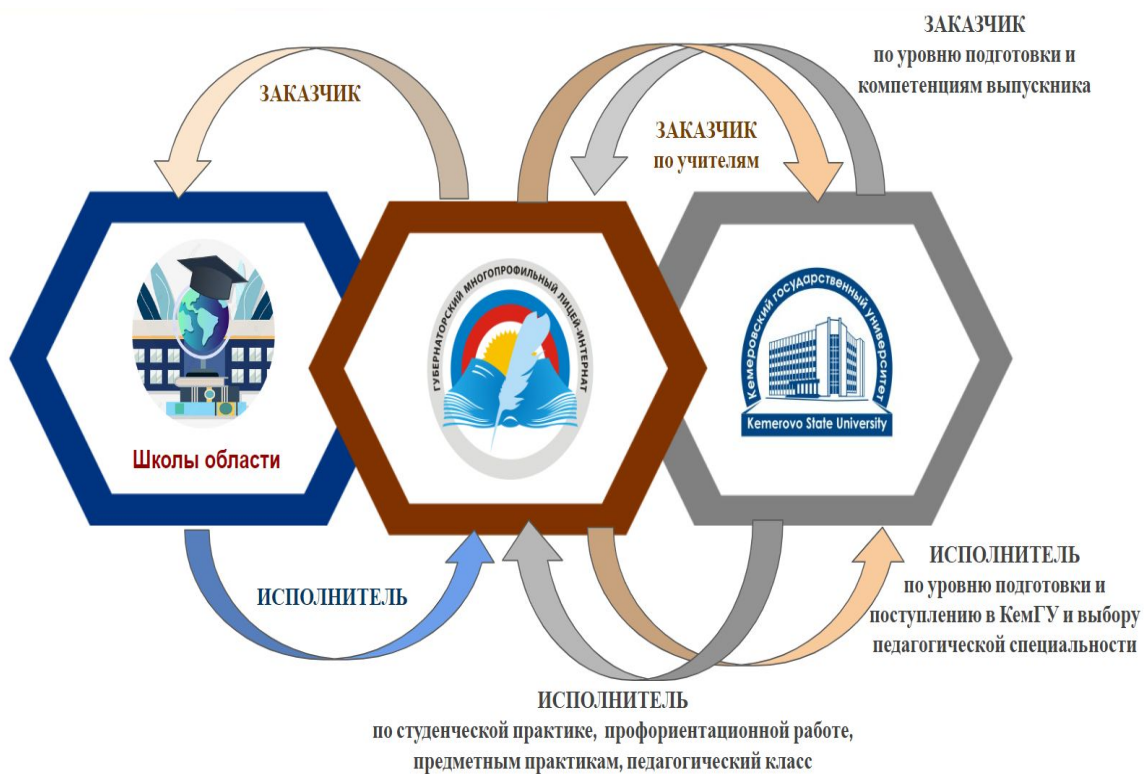 ЗАКАЗЧИК
по уровню подготовки и
компетенциям выпускника
ЗАКАЗЧИК
ЗАКАЗЧИК
по учителям
Школы области
ГУБЕРНАТОРСКИЙ МНОГОПРОФИЛЬНЫЙ ЛИЦЕЙ-ИНТЕРНАТ
Кемеровский государственный университет
Kemerovo State University
ИСПОЛНИТЕЛЬ
ИСПОЛНИТЕЛЬ
по уровню подготовки и
поступлению в КемГУ и выбору
педагогической специальности
ИСПОЛНИТЕЛЬ
по студенческой практике, профориентационной работе,
предметным практикам, педагогический класс